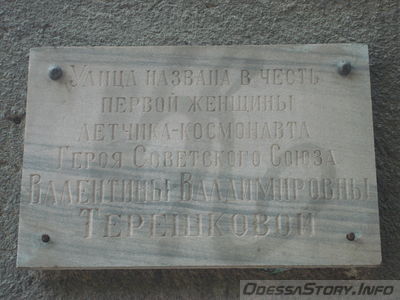 Улица названа в честь
первой женщины
летчика-космонавта
Героя Советского Союза
Валентины Владимировны
Терешковой
OdessaStory.Info